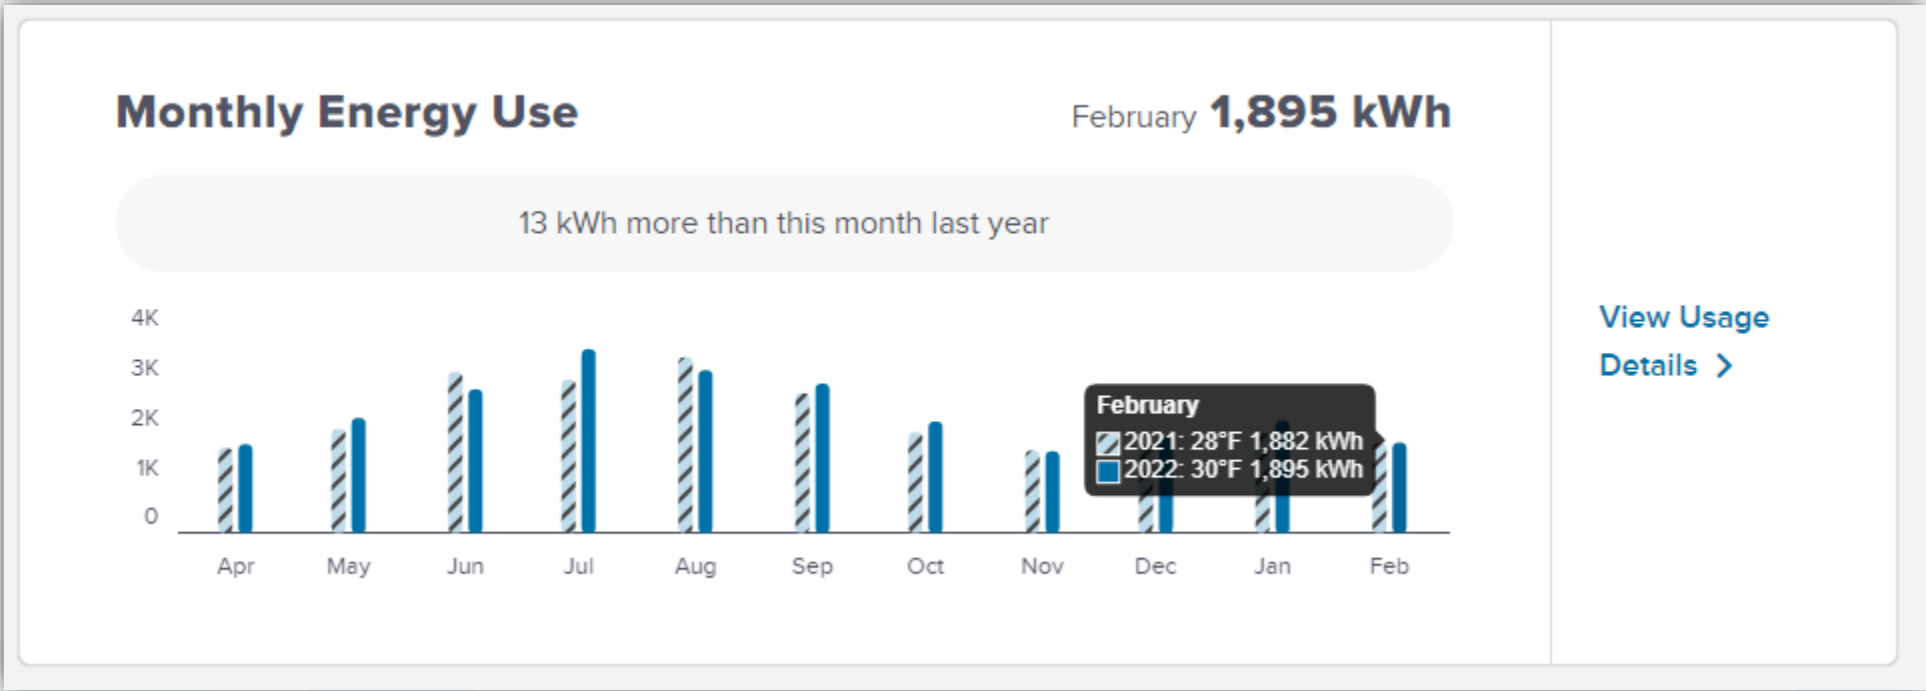 Monthly Energy Use
February 1,895 kWh
13 kWh more than this month last year
4K
3K
2K
1K
0
February
2021: 28°F 1,882 kWh
2022: 30°F 1,895 kWh
Apr May Jun Jul Aug Sep Oct Nov Dec Jan Feb
View Usage
Details